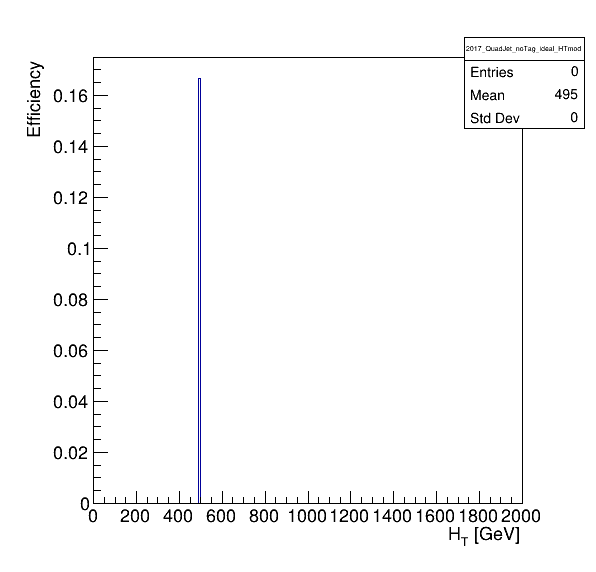 2017_QuadJet_noTag_ideal_HTmod
Entries 0
Mean 495
Std Dev 0
Efficiency
0.16
0.14
0.12
0.1
0.08
0.06
0.04
0.02
0
0 200 400 600 800 1000 1200 1400 1600 1800 2000
H_T [GeV]